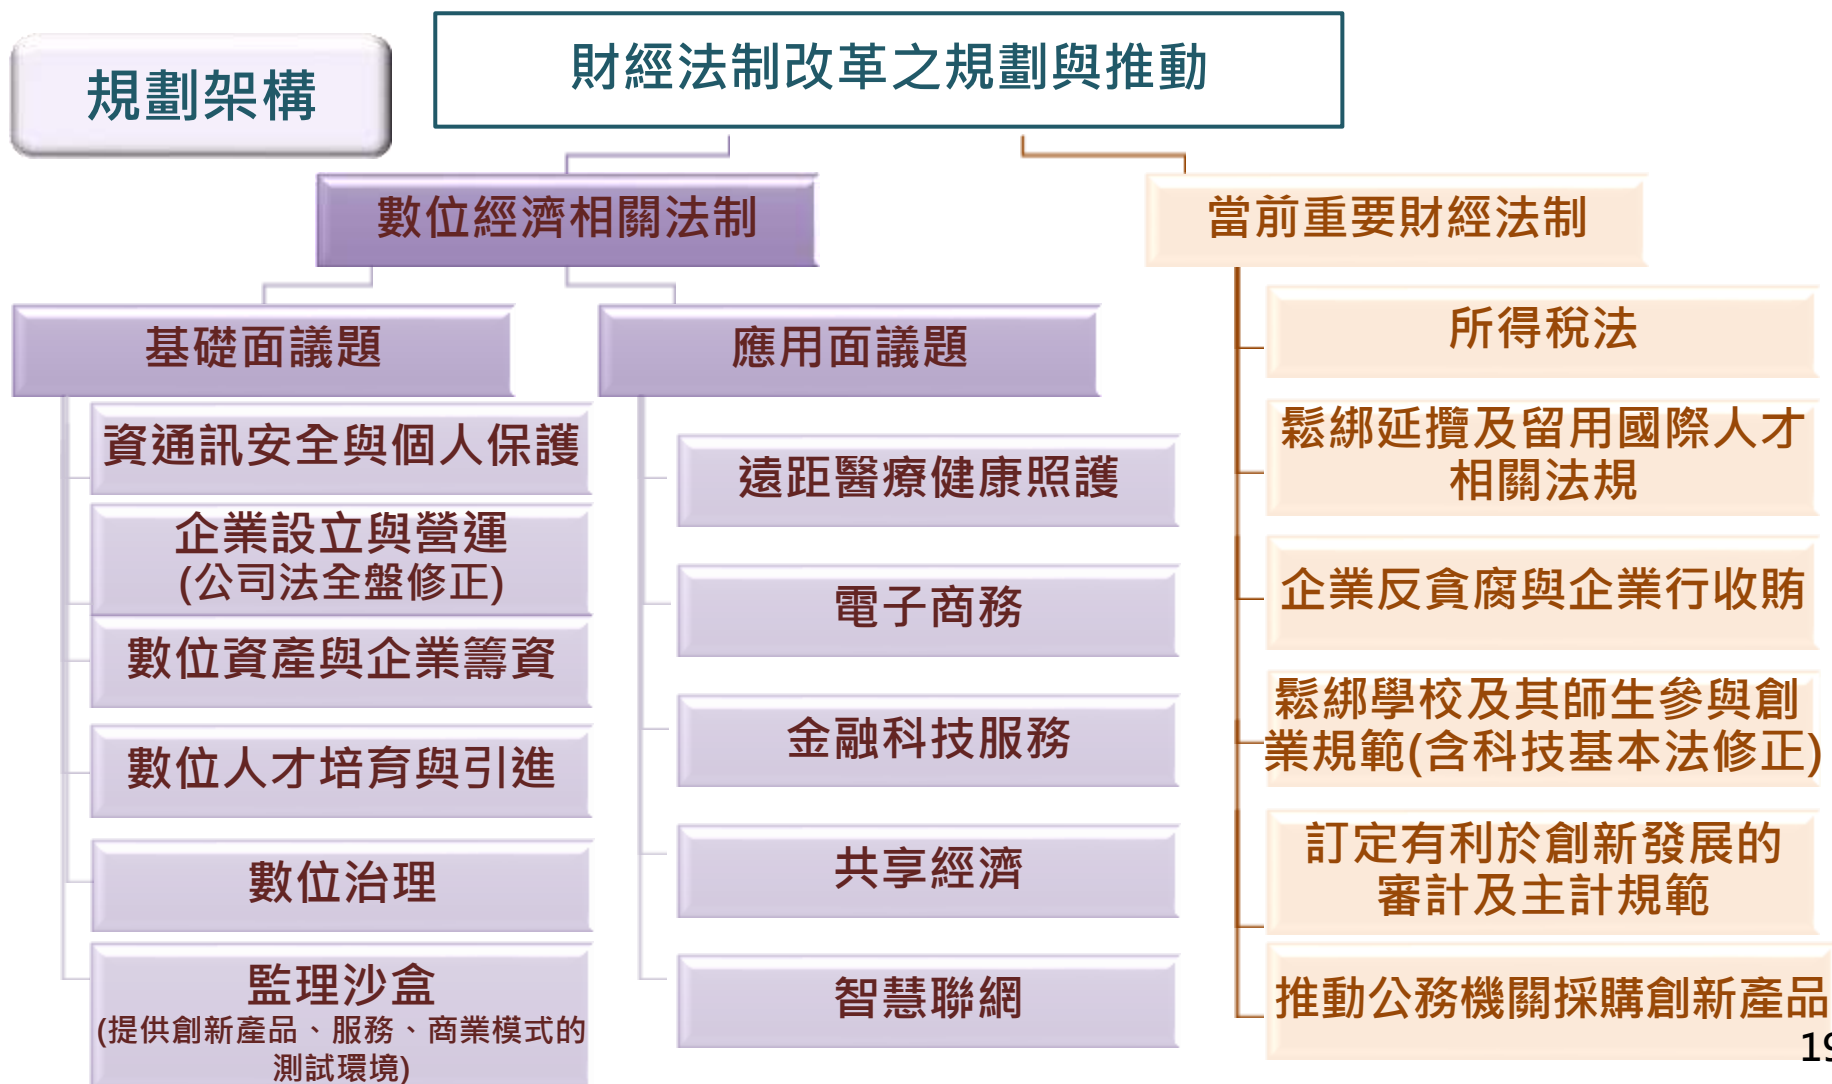 規劃架構
財經法制改革之規劃與推動
數位經濟相關法制
基礎面議題
資通訊安全與個人保護
企業設立與營運
(公司法全盤修正)
數位資產與企業籌資
數位人才培育與引進
數位治理
監理沙盒
(提供創新產品、服務、商業模式的
測試環境)
應用面議題
遠距醫療健康照護
電子商務
金融科技服務
共享經濟
智慧聯網
當前重要財經法制
所得稅法
鬆綁延攬及留用國際人才
相關法規
企業反貪腐與企業行收賄
鬆綁學校及其師生參與創
業規範(含科技基本法修正)
訂定有利於創新發展的
審計及主計規範
推動公務機關採購創新產品
19